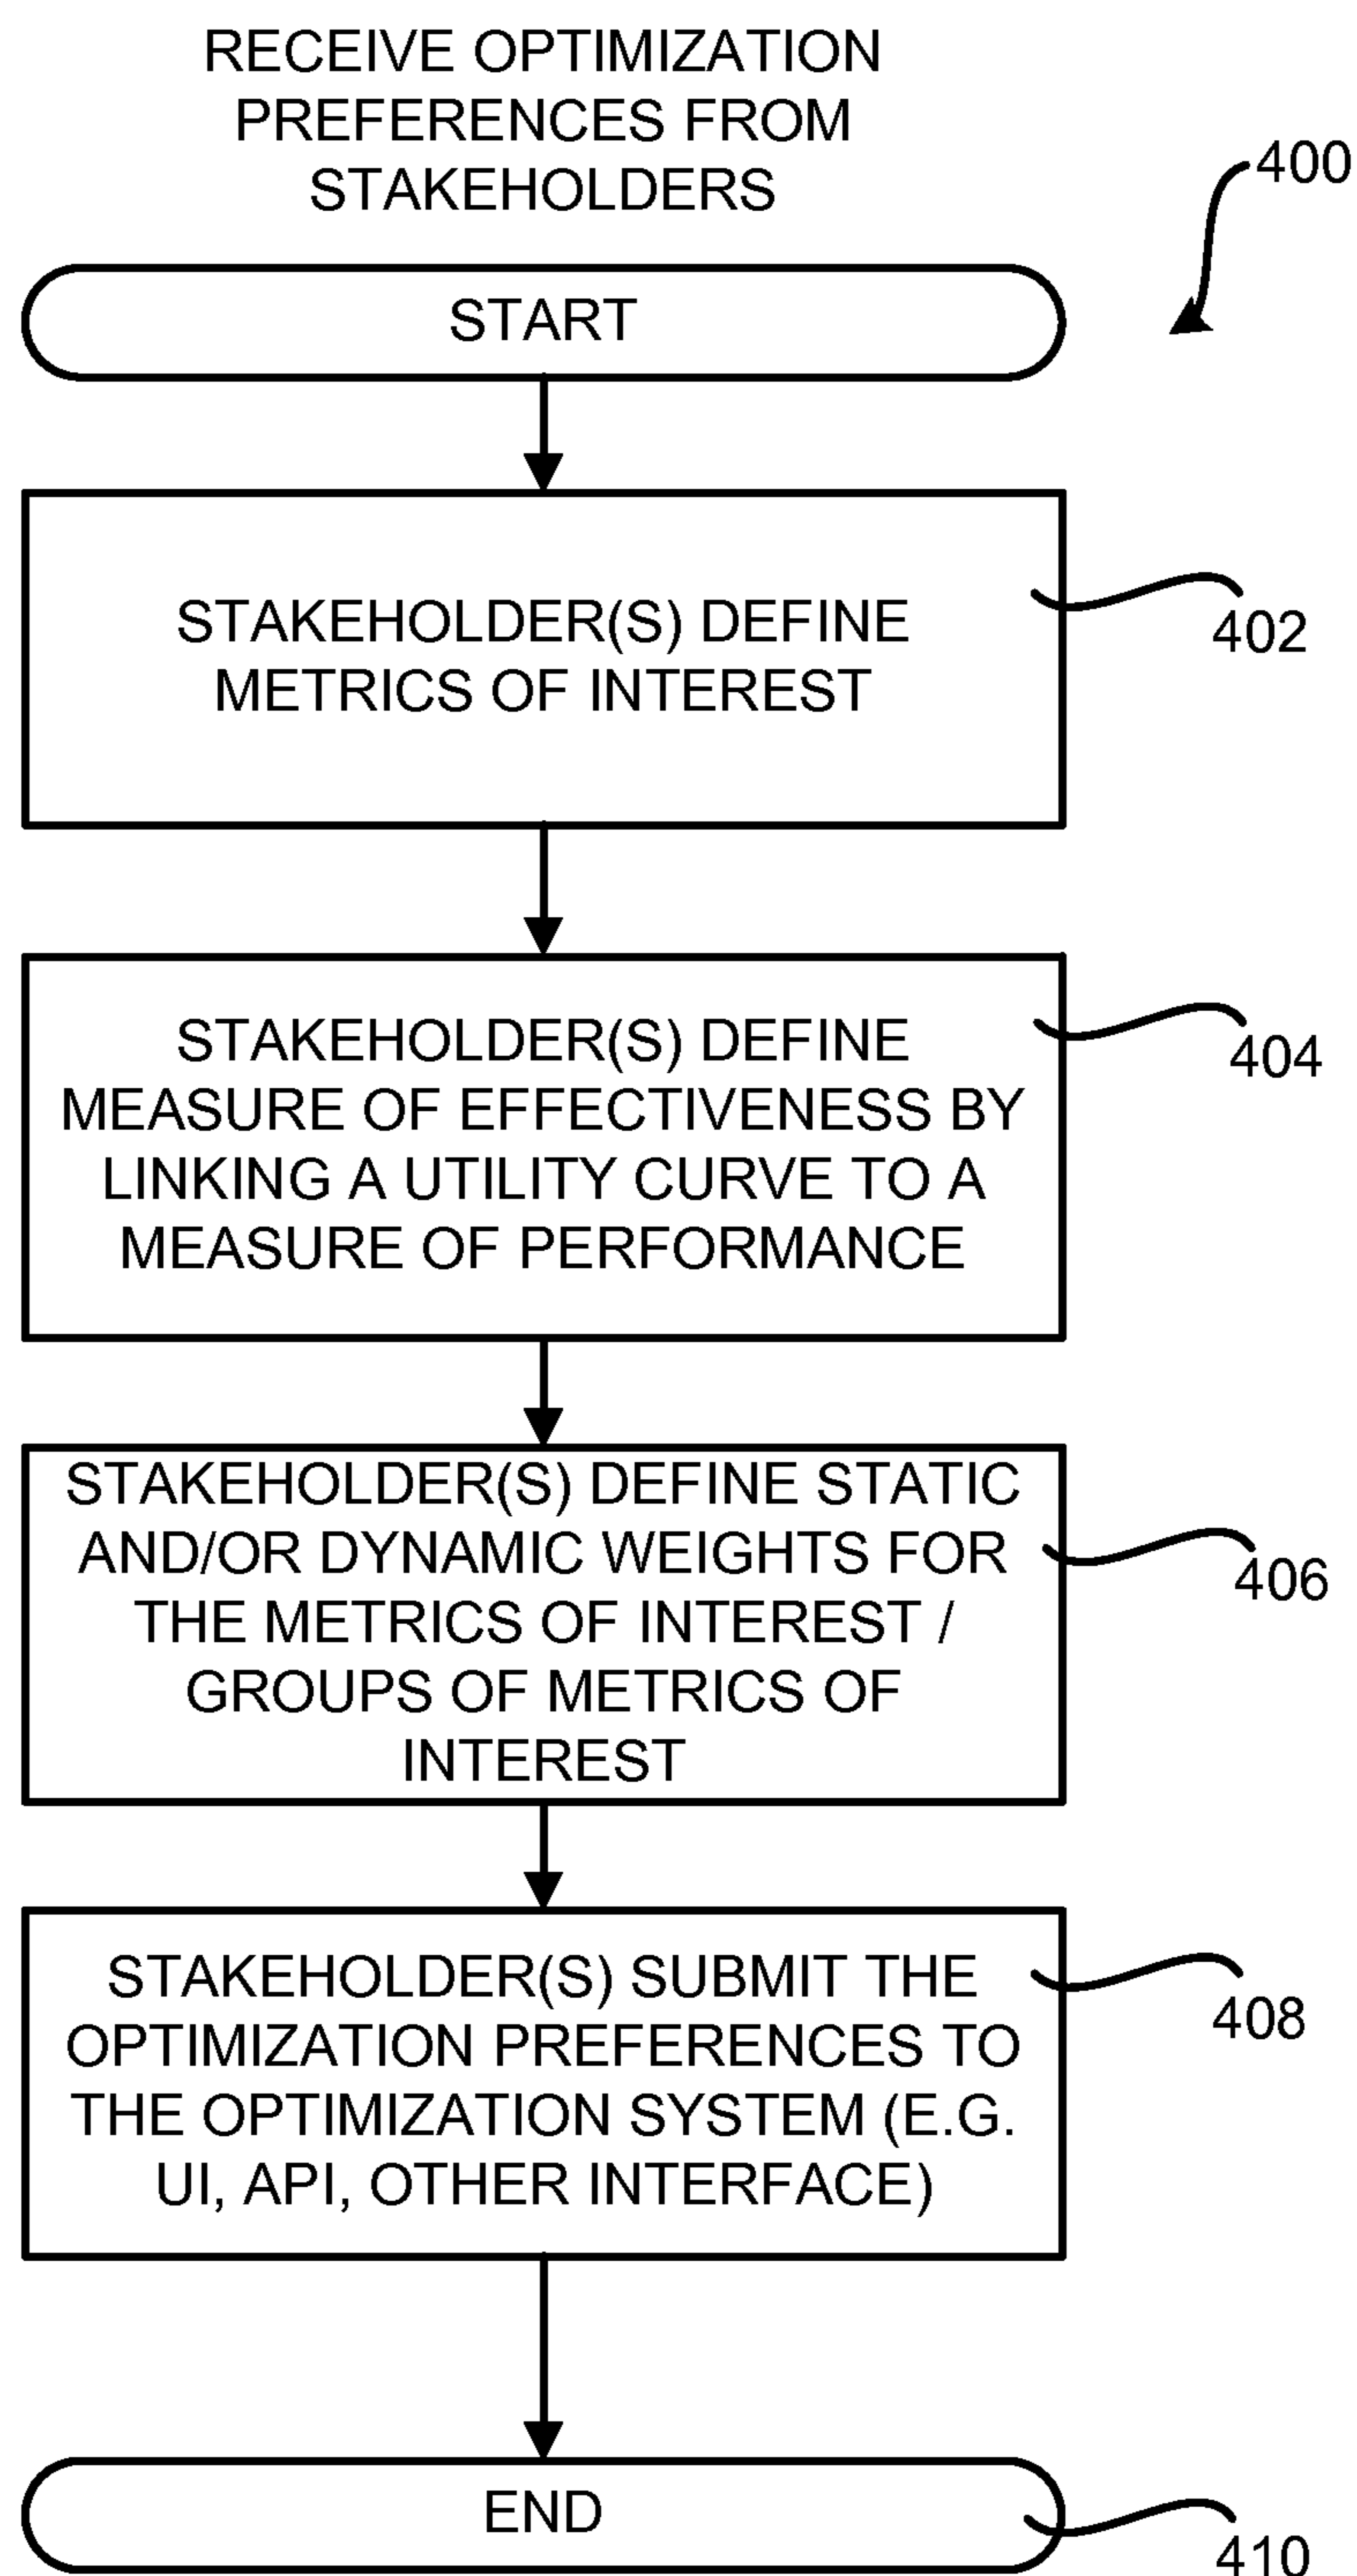 RECEIVE OPTIMIZATION
PREFERENCES FROM
STAKEHOLDERS
400
START
STAKEHOLDER(S) DEFINE
METRICS OF INTEREST
402
STAKEHOLDER(S) DEFINE
MEASURE OF EFFECTIVENESS BY
LINKING A UTILITY CURVE TO A
MEASURE OF PERFORMANCE
404
STAKEHOLDER(S) DEFINE STATIC
AND/OR DYNAMIC WEIGHTS FOR
THE METRICS OF INTEREST /
GROUPS OF METRICS OF
INTEREST
406
STAKEHOLDER(S) SUBMIT THE
OPTIMIZATION PREFERENCES TO
THE OPTIMIZATION SYSTEM (E.G.
UI, API, OTHER INTERFACE)
408
END
410